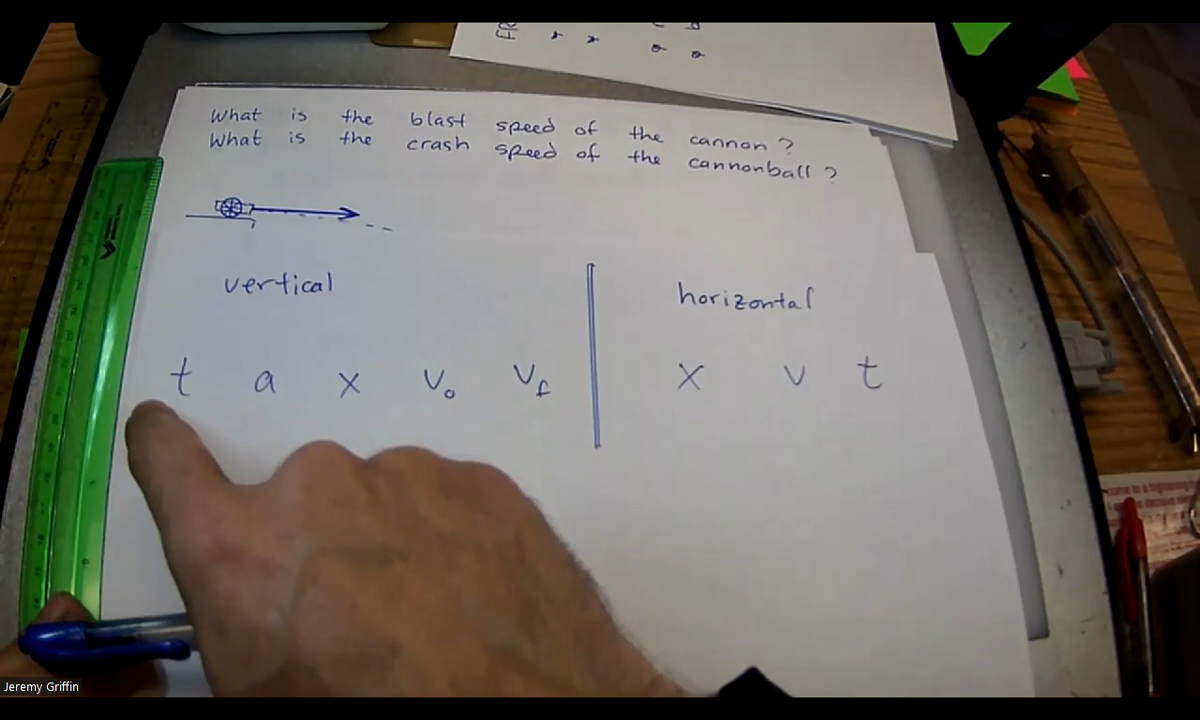 What is the blast speed of the cannon?
What is the crash speed of the cannonball?
vertical
horizontal
t a x v₀ v_f
x v t
Jeremy Griffin